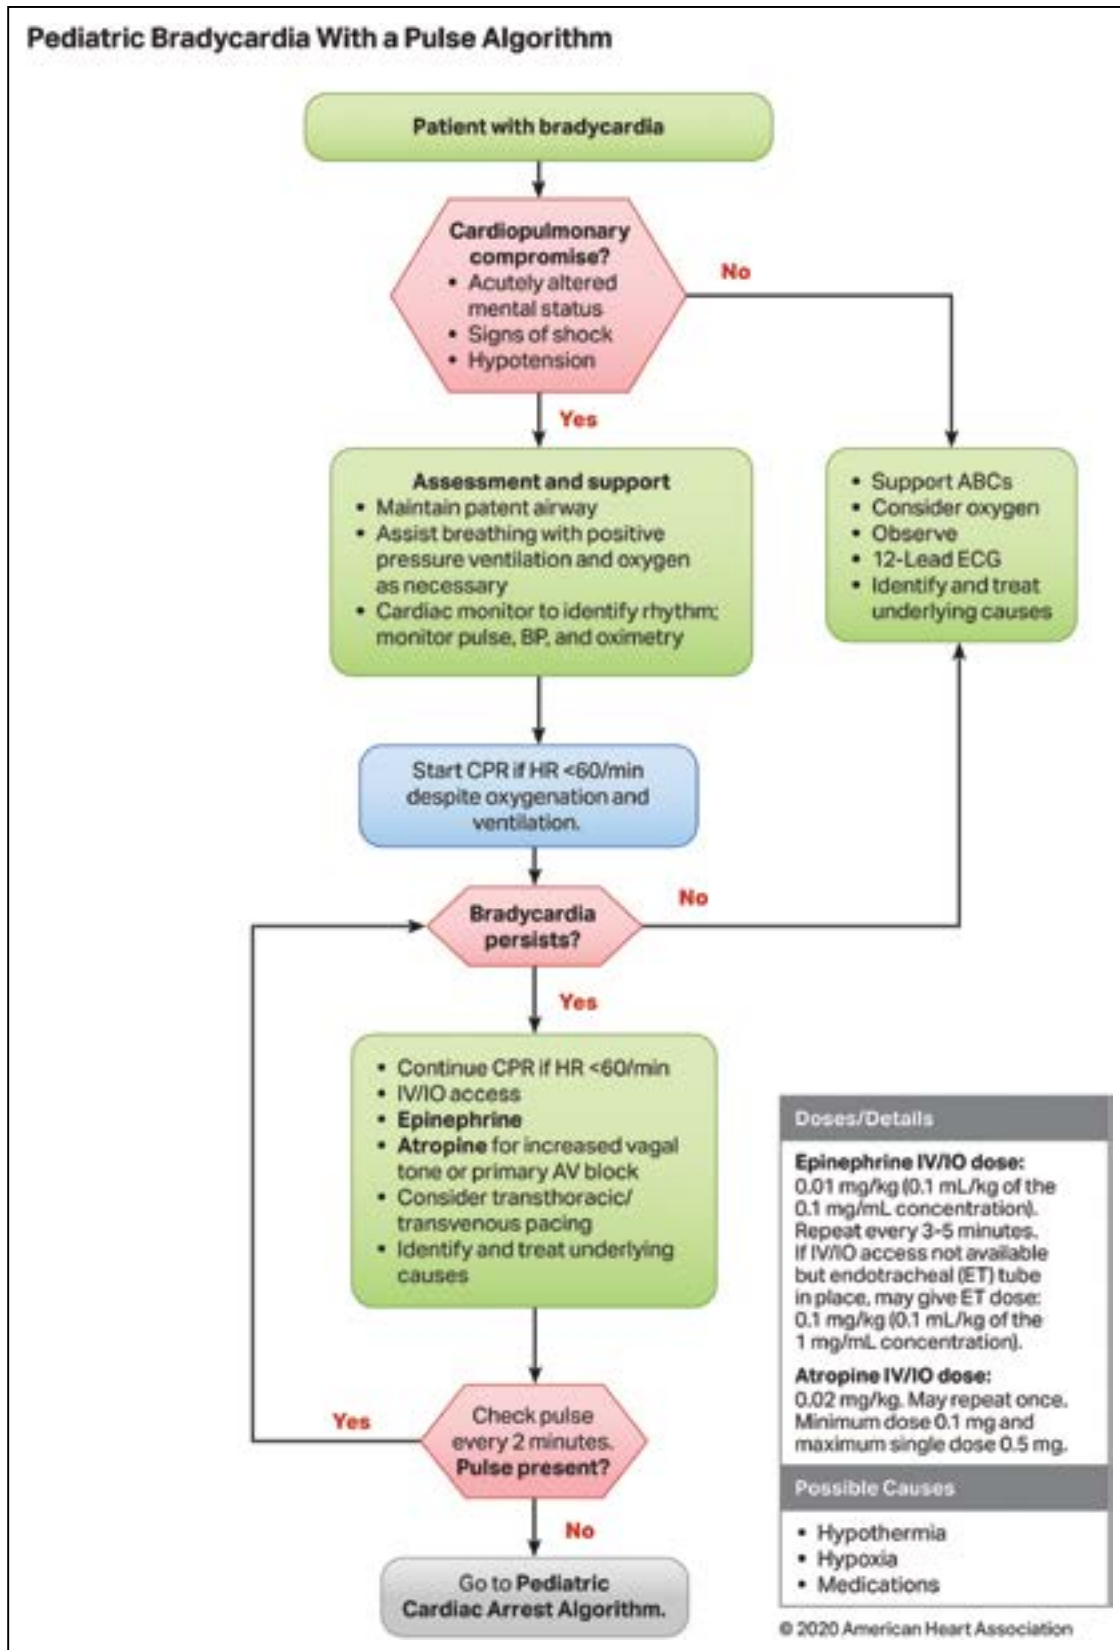 Pediatric Bradycardia With a Pulse Algorithm
Patient with bradycardia
Cardiopulmonary
compromise?
• Acutely altered
mental status
• Signs of shock
• Hypotension
No
Yes
Assessment and support
• Maintain patent airway
• Assist breathing with positive
pressure ventilation and oxygen
as necessary
• Cardiac monitor to identify rhythm;
monitor pulse, BP, and oximetry
• Support ABCs
• Consider oxygen
• Observe
• 12-Lead ECG
• Identify and treat
underlying causes
Start CPR if HR <60/min
despite oxygenation and
ventilation.
Bradycardia
persists?
No
Yes
• Continue CPR if HR <60/min
• IV/IO access
• Epinephrine
• Atropine for increased vagal
tone or primary AV block
• Consider transthoracic/
transvenous pacing
• Identify and treat underlying
causes
Check pulse
every 2 minutes.
Pulse present?
Yes
No
Go to Pediatric
Cardiac Arrest Algorithm.
Doses/Details
Epinephrine IV/IO dose:
0.01 mg/kg (0.1 mL/kg of the
0.1 mg/mL concentration).
Repeat every 3-5 minutes.
If IV/IO access not available
but endotracheal (ET) tube
in place, may give ET dose:
0.1 mg/kg (0.1 mL/kg of the
1 mg/mL concentration).
Atropine IV/IO dose:
0.02 mg/kg. May repeat once.
Minimum dose 0.1 mg and
maximum single dose 0.5 mg.
Possible Causes
• Hypothermia
• Hypoxia
• Medications
© 2020 American Heart Association